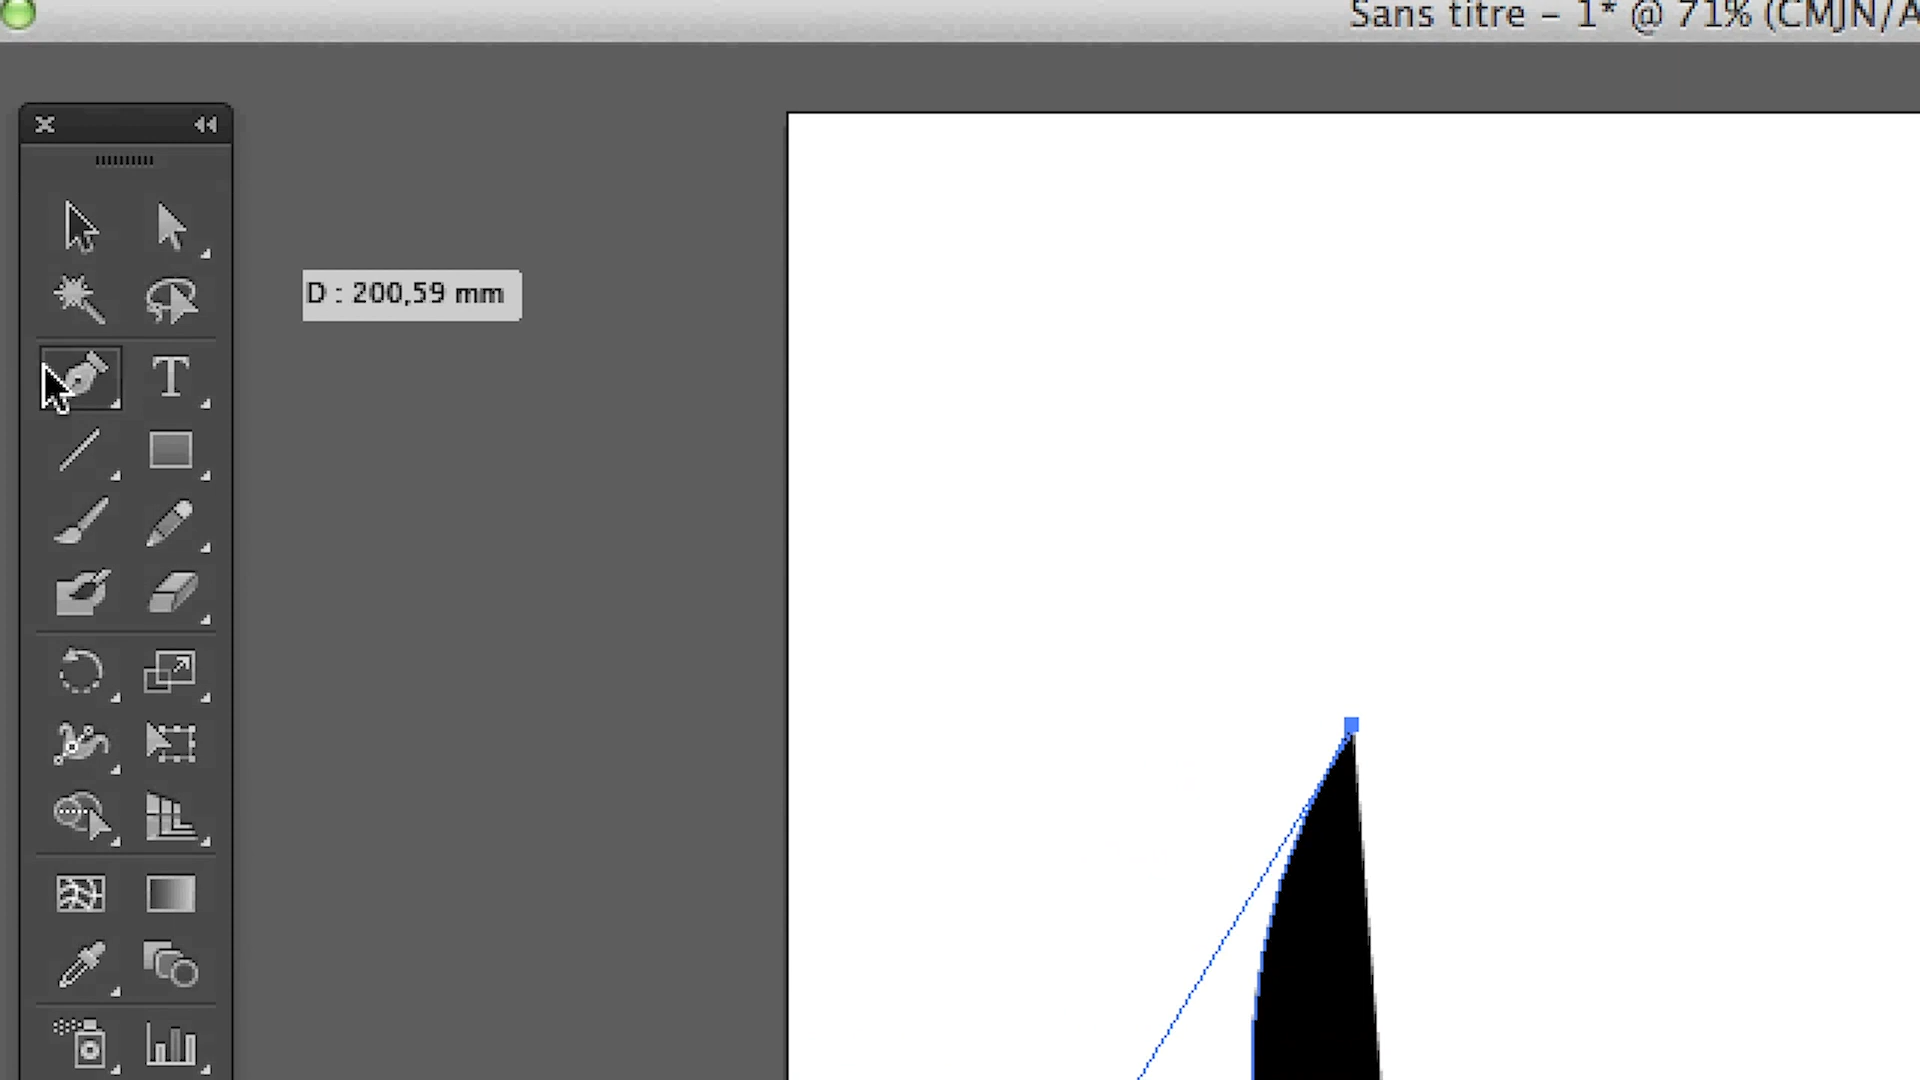 Sans titre – 1* @ 71% (CMJN/A
D : 200,59 mm